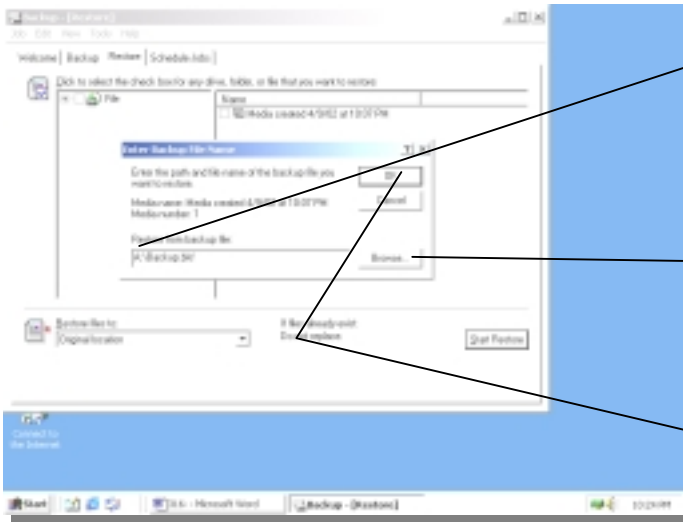 Backup - [Restore]
Job Edit View Tools Help
Welcome Backup Restore Schedule Jobs
Click to select the check box for any drive, folder, or file that you want to restore.
File
Name
Media created 4/9/02 at 10:07 PM
Enter Backup File Name
Enter the path and file name of the backup file you
want to restore.
OK
Media name: Media created 4/9/02 at 10:07 PM
Cancel
Media number: 1
Restore from backup file:
A:\Backup.bkf
Browse...
Restore files to:
If files already exist:
Original location
Do not replace
Start Restore
Connect to
the Internet
Start
- Microsoft Word
Backup - [Restore]
10:24 PM